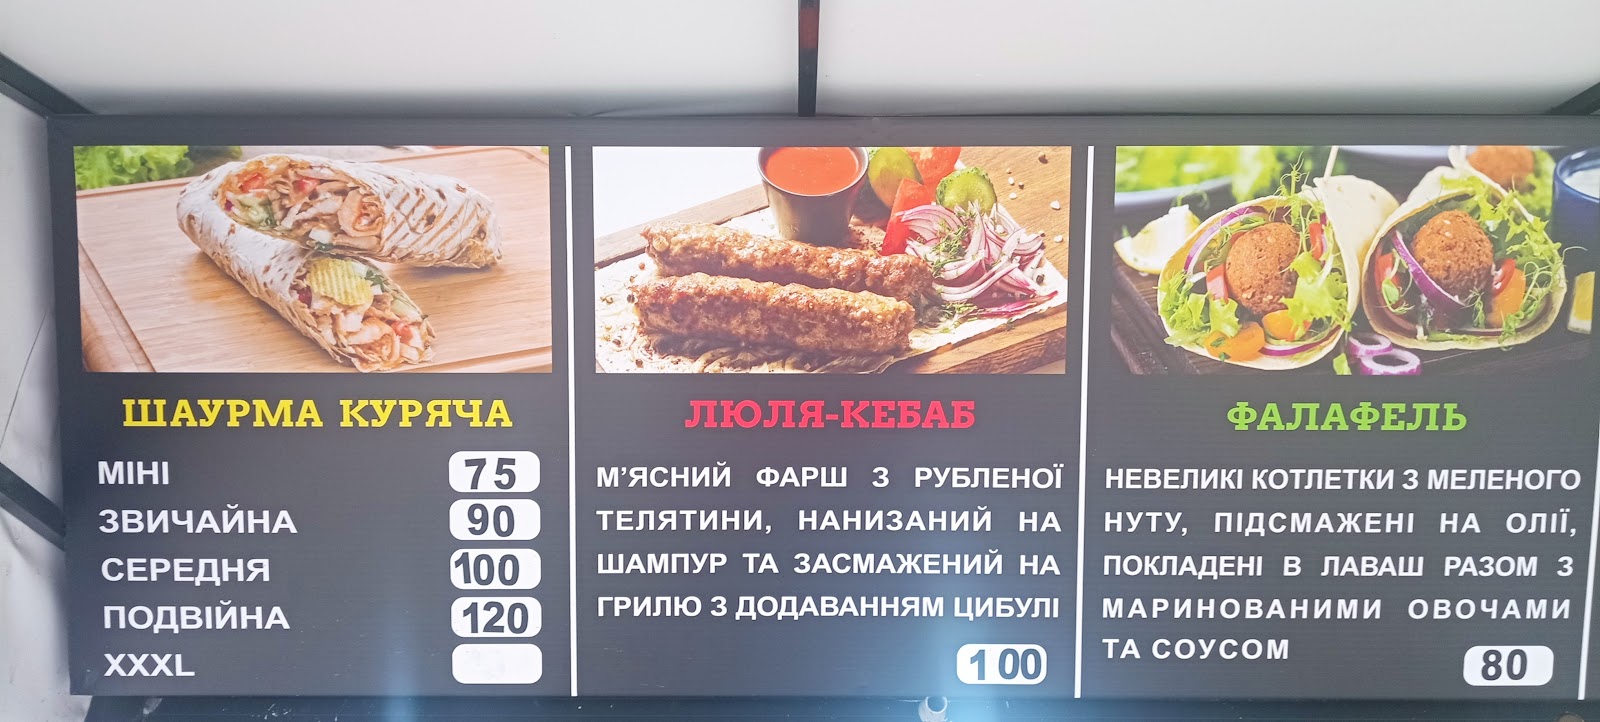 ШАУРМА КУРЯЧА
МІНІ 75
ЗВИЧАЙНА 90
СЕРЕДНЯ 100
ПОДВІЙНА 120
XXXL
ЛЮЛЯ-КЕБАБ
М’ЯСНИЙ ФАРШ З РУБЛЕНОЇ
ТЕЛЯТИНИ, НАНИЗАНИЙ НА
ШАМПУР ТА ЗАСМАЖЕНИЙ НА
ГРИЛЮ З ДОДАВАННЯМ ЦИБУЛІ
100
ФАЛАФЕЛЬ
НЕВЕЛИКІ КОТЛЕТКИ З МЕЛЕНОГО
НУТУ, ПІДСМАЖЕНІ НА ОЛІЇ,
ПОКЛАДЕНІ В ЛАВАШ РАЗОМ З
МАРИНОВАНИМИ ОВОЧАМИ
ТА СОУСОМ
80